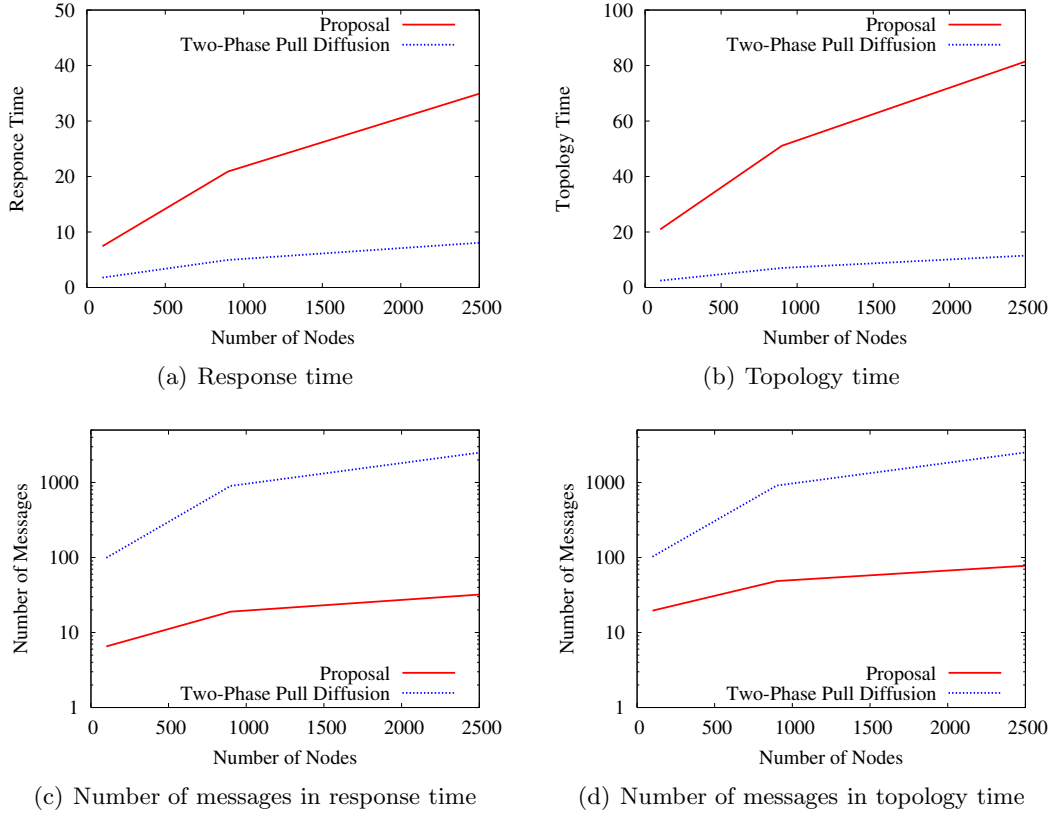 50
40
30
20
10
0
Responce Time
Proposal
Two-Phase Pull Diffusion
0 500 1000 1500 2000 2500
Number of Nodes
(a) Response time
100
80
60
40
20
0
Topology Time
Proposal
Two-Phase Pull Diffusion
0 500 1000 1500 2000 2500
Number of Nodes
(b) Topology time
1000
100
10
1
Number of Messages
Proposal
Two-Phase Pull Diffusion
0 500 1000 1500 2000 2500
Number of Nodes
(c) Number of messages in response time
1000
100
10
1
Number of Messages
Proposal
Two-Phase Pull Diffusion
0 500 1000 1500 2000 2500
Number of Nodes
(d) Number of messages in topology time